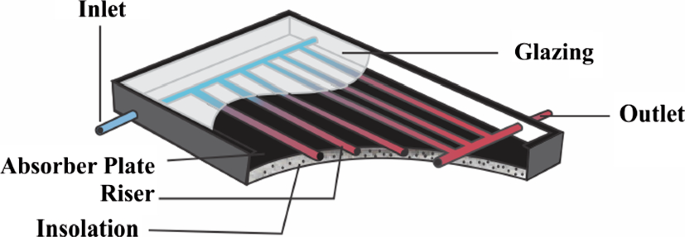 Inlet
Glazing
Outlet
Absorber Plate
Riser
Insolation